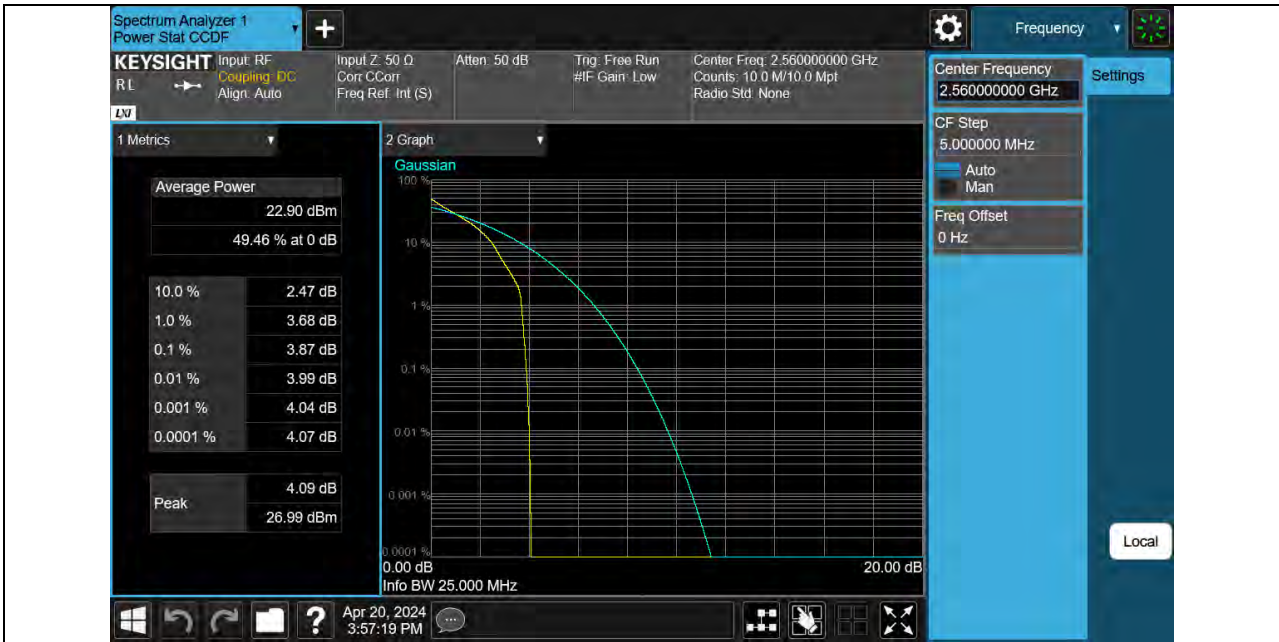 Spectrum Analyzer 1
Power Stat CCDF
Frequency
KEYSIGHT
RL
LXI
Input: RF
Coupling: DC
Align: Auto
Input Z: 50 Ω
Corr CCorr
Freq Ref: Int (S)
Atten: 50 dB
Trig: Free Run
#IF Gain: Low
Center Freq: 2.560000000 GHz
Counts: 10.0 M/10.0 Mpt
Radio Std: None
Center Frequency
2.560000000 GHz
Settings
CF Step
5.000000 MHz
Auto
Man
Freq Offset
0 Hz
1 Metrics
Average Power
22.90 dBm
49.46 % at 0 dB
10.0 % 2.47 dB
1.0 % 3.68 dB
0.1 % 3.87 dB
0.01 % 3.99 dB
0.001 % 4.04 dB
0.0001 % 4.07 dB
Peak
4.09 dB
26.99 dBm
2 Graph
Gaussian
100 %
10 %
1 %
0.1 %
0.01 %
0.001 %
0.0001 %
0.00 dB 20.00 dB
Info BW 25.000 MHz
Local
?
Apr 20, 2024
3:57:19 PM